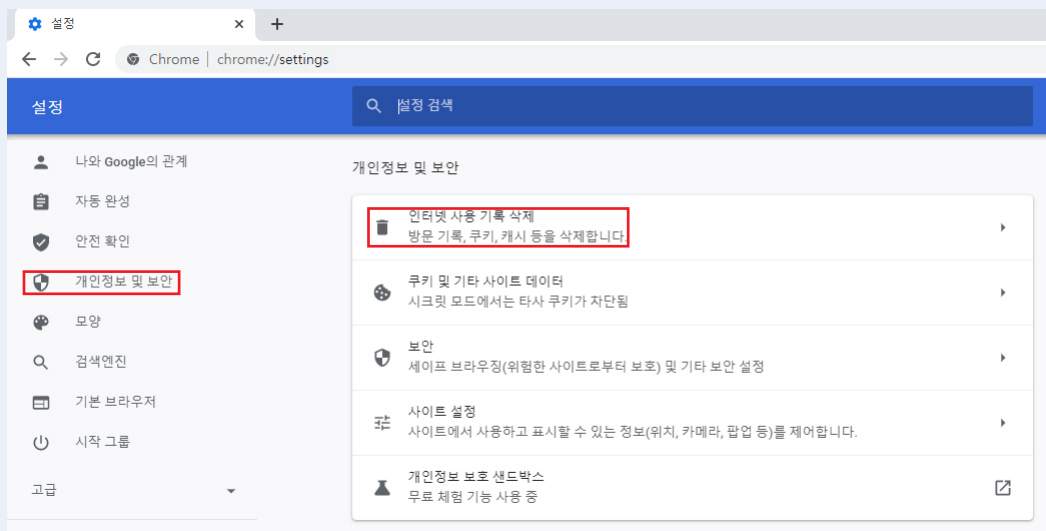 설정
Chrome | chrome://settings
설정
설정 검색
나와 Google의 관계
자동 완성
안전 확인
개인정보 및 보안
모양
검색엔진
기본 브라우저
시작 그룹
고급
개인정보 및 보안
인터넷 사용 기록 삭제
방문 기록, 쿠키, 캐시 등을 삭제합니다.
쿠키 및 기타 사이트 데이터
시크릿 모드에서는 타사 쿠키가 차단됨
보안
세이프 브라우징(위험한 사이트로부터 보호) 및 기타 보안 설정
사이트 설정
사이트에서 사용하고 표시할 수 있는 정보(위치, 카메라, 팝업 등)를 제어합니다.
개인정보 보호 샌드박스
무료 체험 기능 사용 중